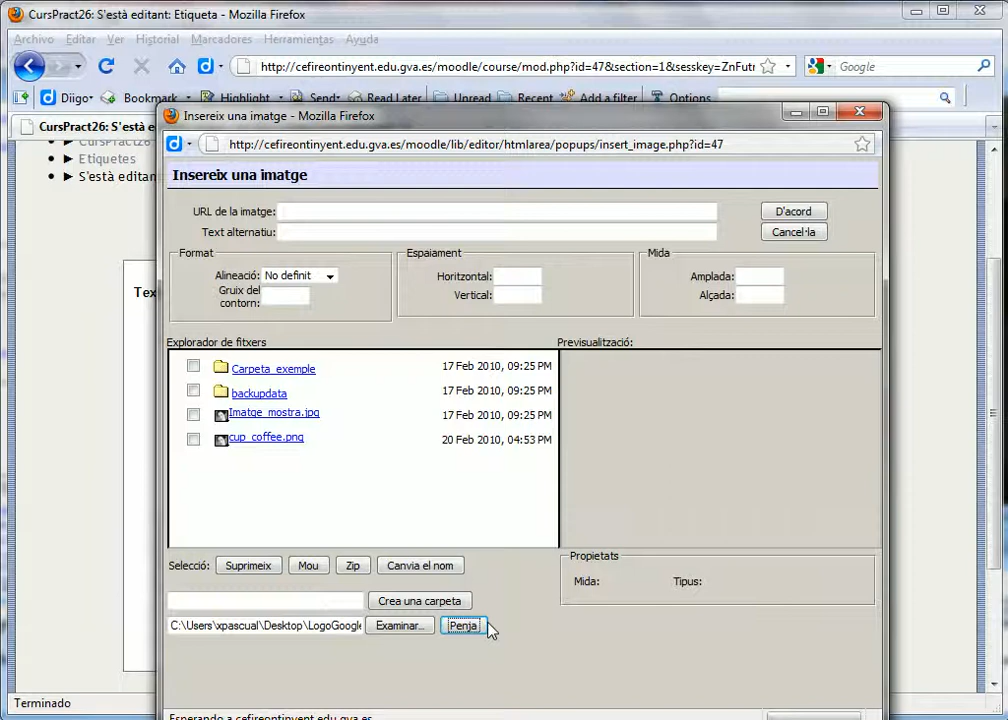 CursPract26: S'està editant: Etiqueta - Mozilla Firefox
Archivo Editar Ver Historial Marcadores Herramientas Ayuda
http://cefireontinyent.edu.gva.es/moodle/course/mod.php?id=47&section=1&sesskey=ZnFutr
Google
Diigo Bookmark Highlight Send Read Later Unread Recent Add a filter Options
CursPract26: S'està e
Insereix una imatge - Mozilla Firefox
CursPract26
http://cefireontinyent.edu.gva.es/moodle/lib/editor/htmlarea/popups/insert_image.php?id=47
► Etiquetes
► S'està editant
Insereix una imatge
URL de la imatge:
D'acord
Text alternatiu:
Cancel·la
Format
Espaiament
Mida
Alineació: No definit
Horitzontal:
Amplada:
Gruix del
contorn:
Vertical:
Alçada:
Tex
Explorador de fitxers
Previsualització:
Carpeta_exemple 17 Feb 2010, 09:25 PM
backupdata 17 Feb 2010, 09:25 PM
Imatge_mostra.jpg 17 Feb 2010, 09:25 PM
cup_coffee.png 20 Feb 2010, 04:53 PM
Selecció: Suprimeix Mou Zip Canvia el nom
Propietats
Mida: Tipus:
Crea una carpeta
C:\Users\xpascual\Desktop\LogoGoogle Examinar... Penja
Terminado
Esperando a cefireontinyent.edu.gva.es